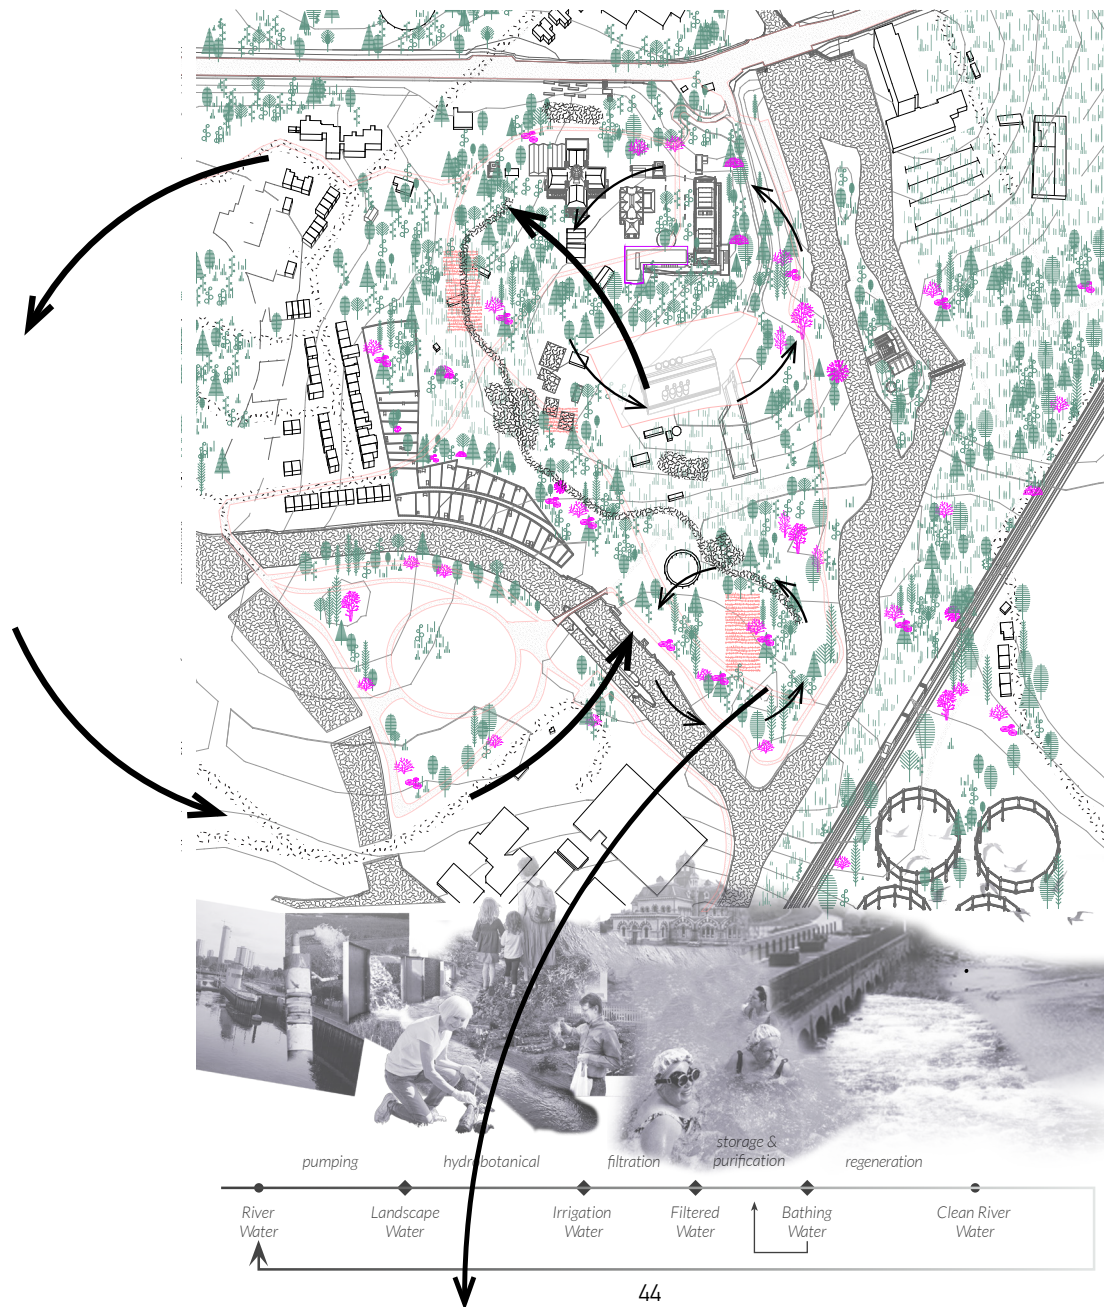 pumping
hydrobotanical
filtration
storage &
purification
regeneration
River
Water
Landscape
Water
Irrigation
Water
Filtered
Water
Bathing
Water
Clean River
Water
44